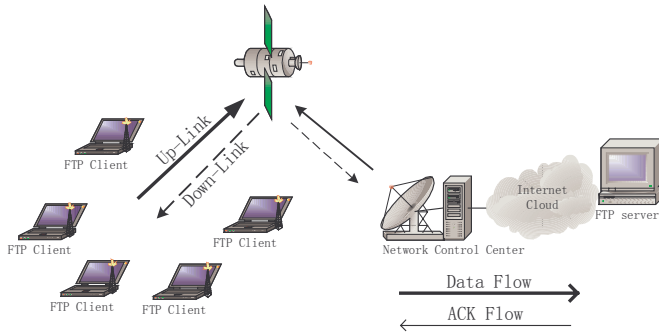 Up-Link
Down-Link
FTP Client
FTP Client
FTP Client
FTP Client
FTP Client
Internet
Cloud
FTP server
Network Control Center
Data Flow
ACK Flow